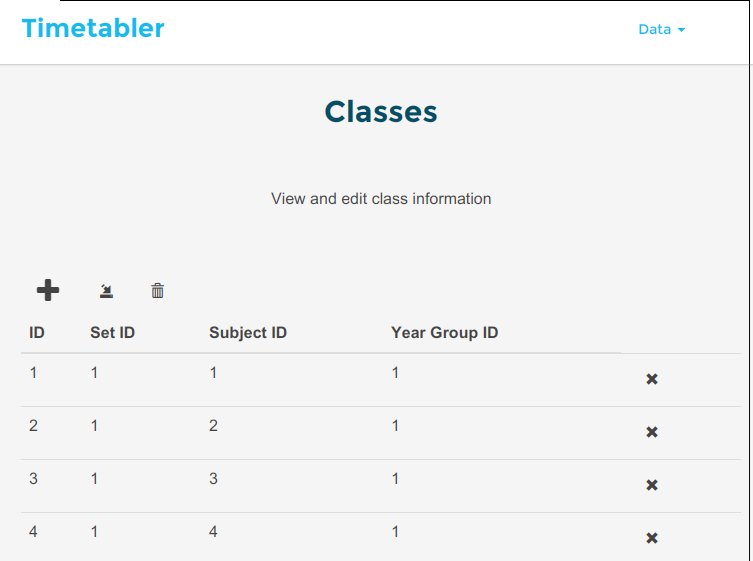 Timetabler Data
Classes
View and edit class information
ID Set ID Subject ID Year Group ID
1 1 1 1
2 1 2 1
3 1 3 1
4 1 4 1